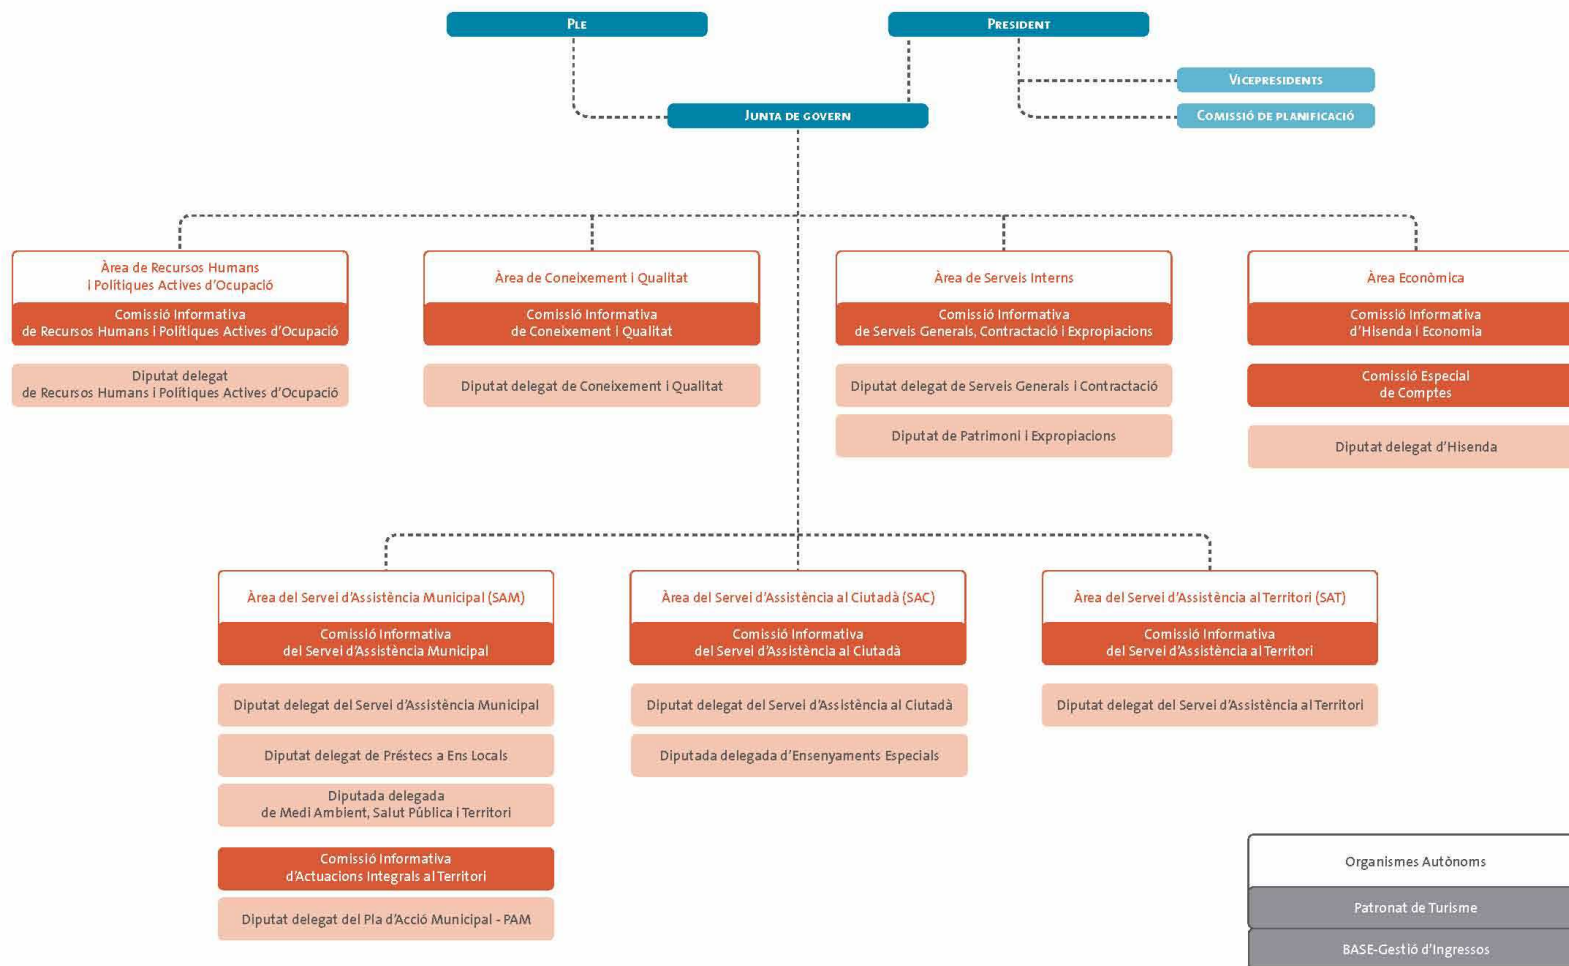 PLE
PRESIDENT
VICEPRESIDENTS
JUNTA DE GOVERN
COMISSIÓ DE PLANIFICACIÓ
Àrea de Recursos Humans
i Polítiques Actives d'Ocupació
Comissió Informativa
de Recursos Humans i Polítiques Actives d'Ocupació
Diputat delegat
de Recursos Humans i Polítiques Actives d'Ocupació
Àrea de Coneixement i Qualitat
Comissió Informativa
de Coneixement i Qualitat
Diputat delegat de Coneixement i Qualitat
Àrea de Serveis Interns
Comissió Informativa
de Serveis Generals, Contractació i Expropiacions
Diputat delegat de Serveis Generals i Contractació
Diputat de Patrimoni i Expropiacions
Àrea Econòmica
Comissió Informativa
d'Hisenda i Economia
Comissió Especial
de Comptes
Diputat delegat d'Hisenda
Àrea del Servei d'Assistència Municipal (SAM)
Comissió Informativa
del Servei d'Assistència Municipal
Diputat delegat del Servei d'Assistència Municipal
Diputat delegat de Préstecs a Ens Locals
Diputada delegada
de Medi Ambient, Salut Pública i Territori
Comissió Informativa
d'Actuacions Integrals al Territori
Diputat delegat del Pla d'Acció Municipal - PAM
Àrea del Servei d'Assistència al Ciutadà (SAC)
Comissió Informativa
del Servei d'Assistència al Ciutadà
Diputat delegat del Servei d'Assistència al Ciutadà
Diputada delegada d'Ensenyaments Especials
Àrea del Servei d'Assistència al Territori (SAT)
Comissió Informativa
del Servei d'Assistència al Territori
Diputat delegat del Servei d'Assistència al Territori
Organismes Autònoms
Patronat de Turisme
BASE-Gestió d'Ingressos